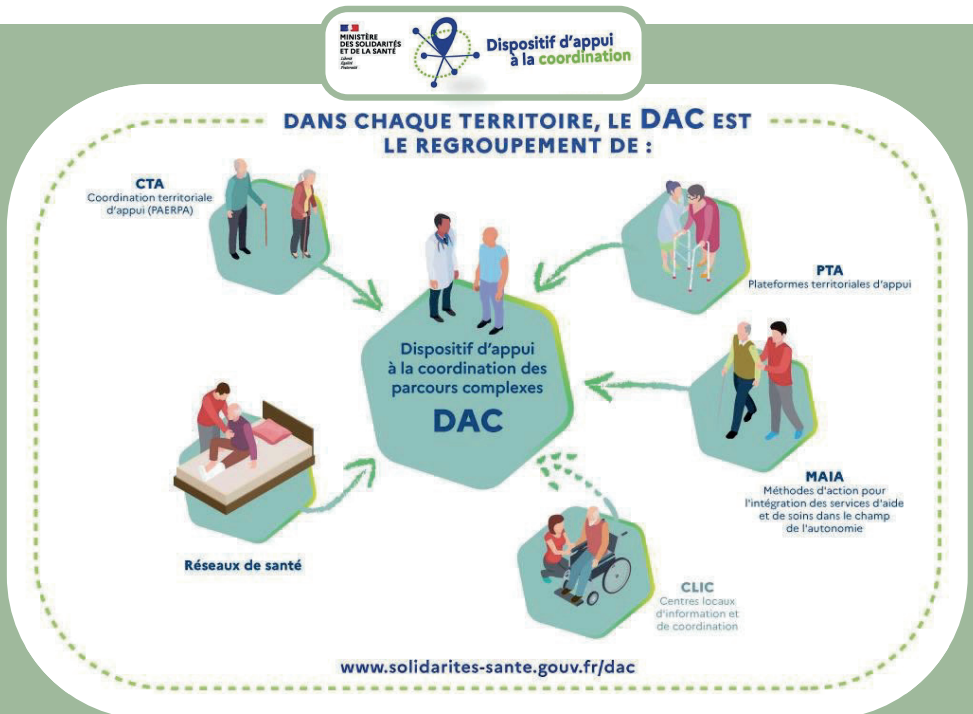 MINISTÈRE
DES SOLIDARITÉS
ET DE LA SANTÉ
Liberté
Égalité
Fraternité
Dispositif d'appui
à la coordination
DANS CHAQUE TERRITOIRE, LE DAC EST
LE REGROUPEMENT DE :
CTA
Coordination territoriale
d'appui (PAERPA)
PTA
Plateformes territoriales d'appui
Dispositif d'appui
à la coordination des
parcours complexes
DAC
MAIA
Méthodes d'action pour
l'intégration des services d'aide
et de soins dans le champ
de l'autonomie
Réseaux de santé
CLIC
Centres locaux
d'information et
de coordination
www.solidarites-sante.gouv.fr/dac